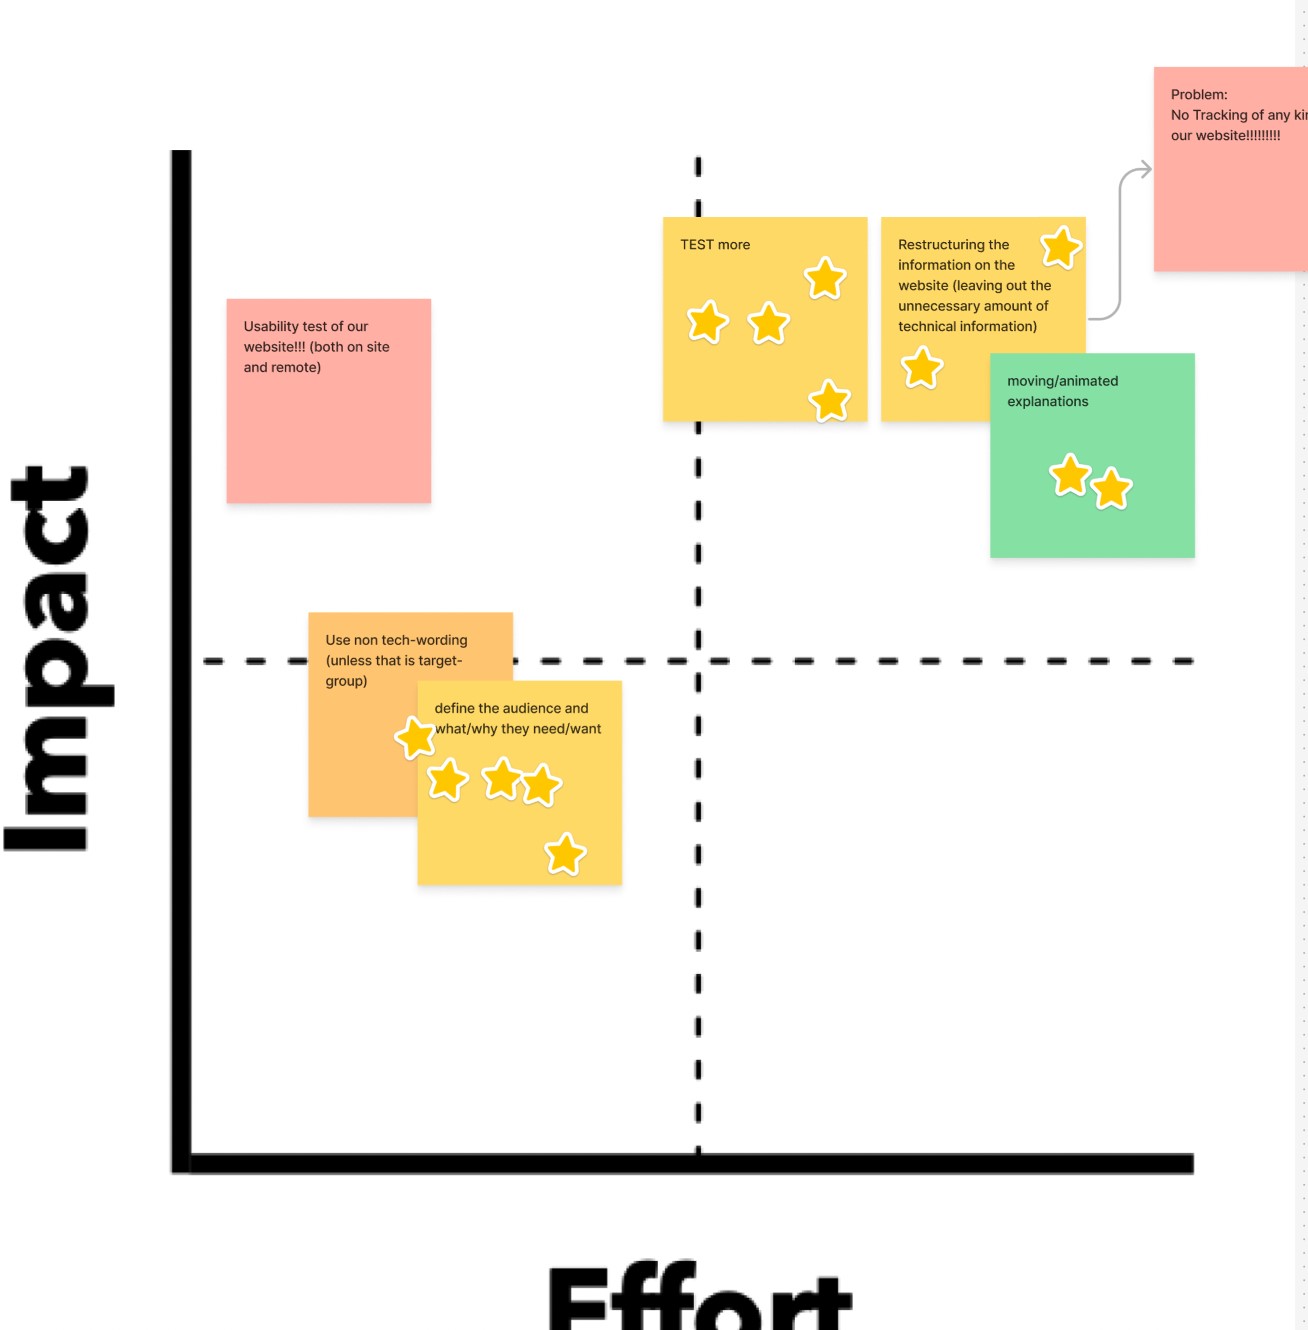 Problem:
No Tracking of any
our website!!!!!!!!!
TEST more
Restructuring the
information on the
website (leaving out the
unnecessary amount of
technical information)
Usability test of our
website!!! (both on site
and remote)
moving/animated
explanations
Impact
Use non tech-wording
(unless that is target-
group)
define the audience and
what/why they need/want
Effort